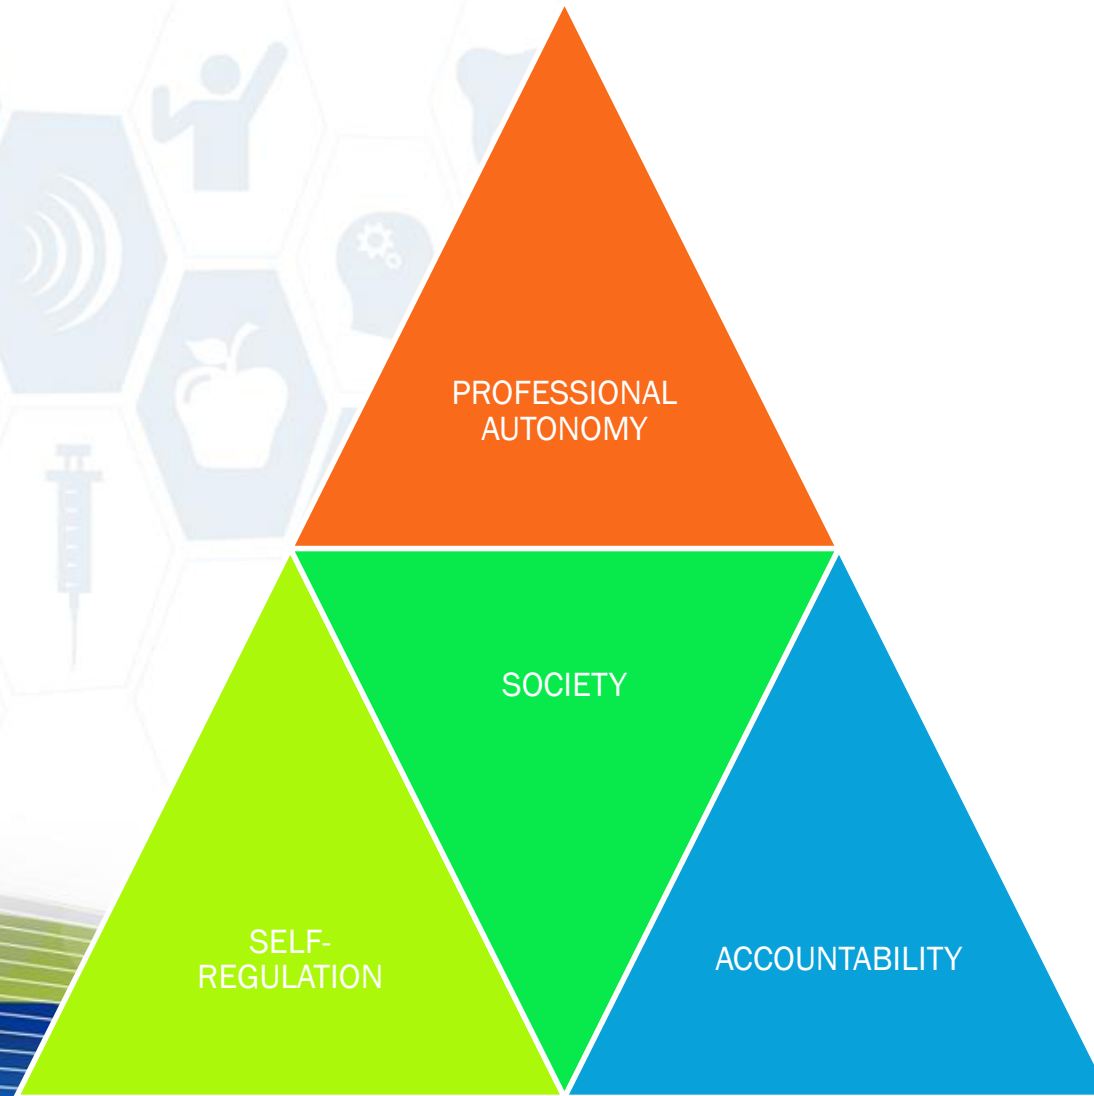 PROFESSIONAL
AUTONOMY
SOCIETY
SELF-
REGULATION
ACCOUNTABILITY